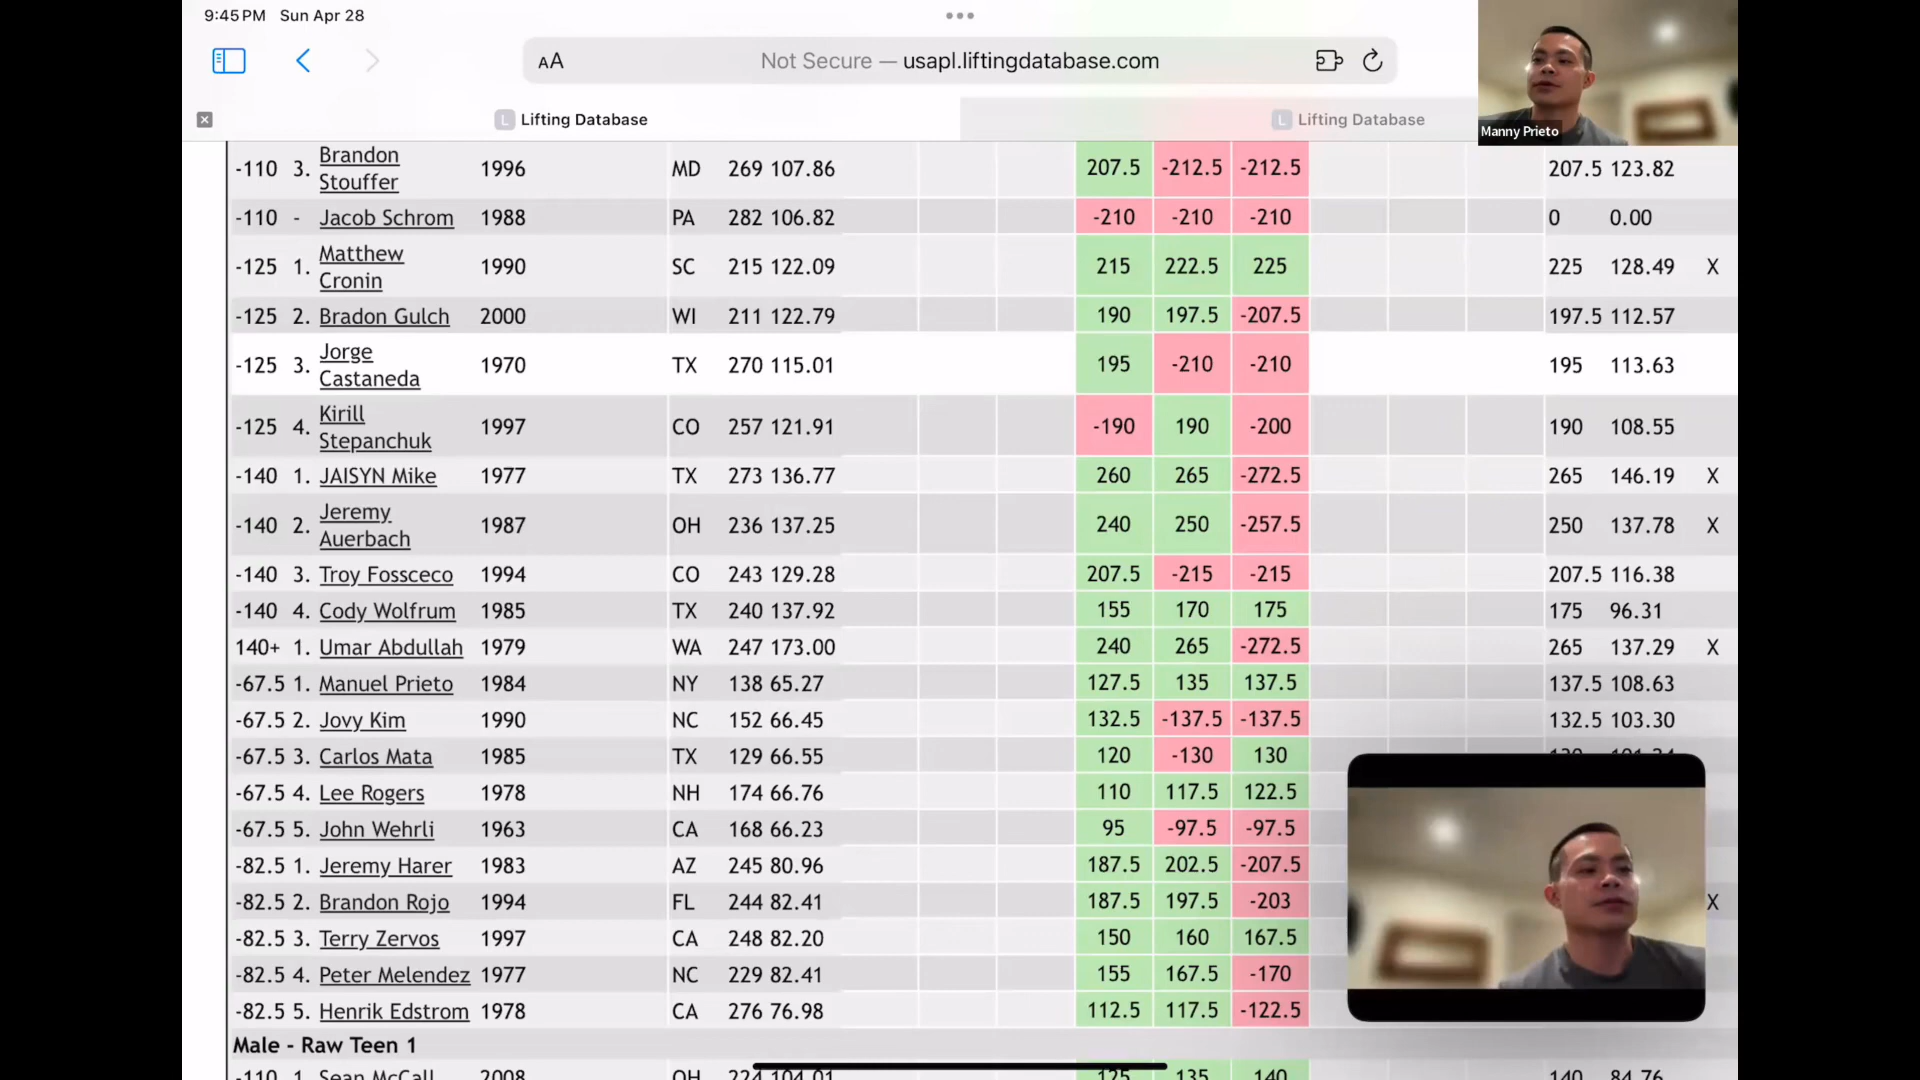 9:45 PM Sun Apr 28
AA Not Secure — usapl.liftingdatabase.com
Manny Prieto
L Lifting Database L Lifting Database
-110 3. Brandon Stouffer 1996 MD 269 107.86 207.5 -212.5 -212.5 207.5 123.82
-110 - Jacob Schrom 1988 PA 282 106.82 -210 -210 -210 0 0.00
-125 1. Matthew Cronin 1990 SC 215 122.09 215 222.5 225 225 128.49 X
-125 2. Bradon Gulch 2000 WI 211 122.79 190 197.5 -207.5 197.5 112.57
-125 3. Jorge Castaneda 1970 TX 270 115.01 195 -210 -210 195 113.63
-125 4. Kirill Stepanchuk 1997 CO 257 121.91 -190 190 -200 190 108.55
-140 1. JAISYN Mike 1977 TX 273 136.77 260 265 -272.5 265 146.19 X
-140 2. Jeremy Auerbach 1987 OH 236 137.25 240 250 -257.5 250 137.78 X
-140 3. Troy Fossceco 1994 CO 243 129.28 207.5 -215 -215 207.5 116.38
-140 4. Cody Wolfrum 1985 TX 240 137.92 155 170 175 175 96.31
140+ 1. Umar Abdullah 1979 WA 247 173.00 240 265 -272.5 265 137.29 X
-67.5 1. Manuel Prieto 1984 NY 138 65.27 127.5 135 137.5 137.5 108.63
-67.5 2. Jovy Kim 1990 NC 152 66.45 132.5 -137.5 -137.5 132.5 103.30
-67.5 3. Carlos Mata 1985 TX 129 66.55 120 -130 130
-67.5 4. Lee Rogers 1978 NH 174 66.76 110 117.5 122.5
-67.5 5. John Wehrli 1963 CA 168 66.23 95 -97.5 -97.5
-82.5 1. Jeremy Harer 1983 AZ 245 80.96 187.5 202.5 -207.5
-82.5 2. Brandon Rojo 1994 FL 244 82.41 187.5 197.5 -203 X
-82.5 3. Terry Zervos 1997 CA 248 82.20 150 160 167.5
-82.5 4. Peter Melendez 1977 NC 229 82.41 155 167.5 -170
-82.5 5. Henrik Edstrom 1978 CA 276 76.98 112.5 117.5 -122.5
Male - Raw Teen 1
-110 1. Sean McCall 2008 OH 224 104.01 125 135 140 140 84.76